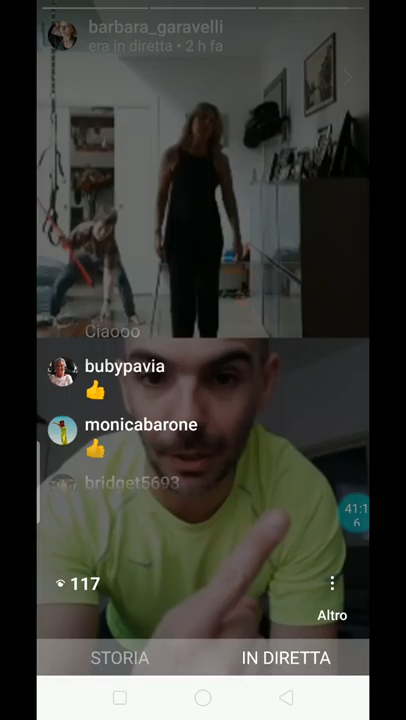 barbara_garavelli
era in diretta • 2 h fa
Ciaooo
bubypavia
👍
monicabarone
👍
bridget5693
41:1
6
117
Altro
STORIA
IN DIRETTA